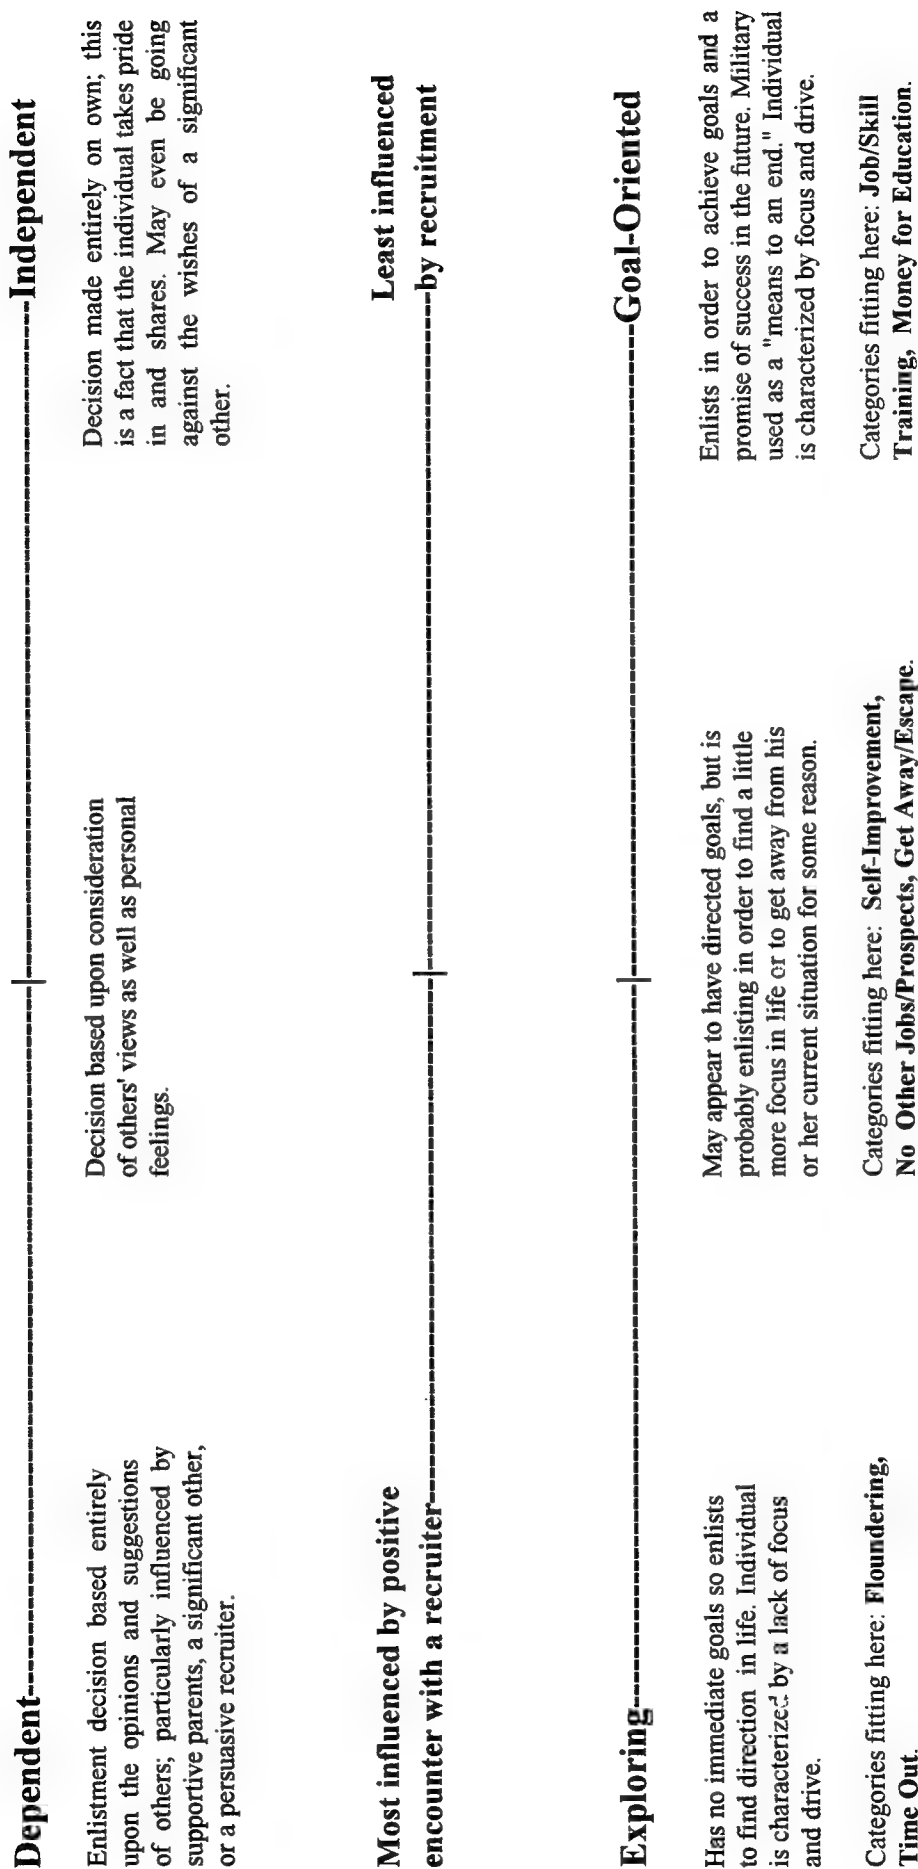 Dependent-----------------------------------|-----------------------------------Independent
Enlistment decision based entirely
upon the opinions and suggestions
of others; particularly influenced by
supportive parents, a significant other,
or a persuasive recruiter.
Decision based upon consideration
of others' views as well as personal
feelings.
Decision made entirely on own; this
is a fact that the individual takes pride
in and shares. May even be going
against the wishes of a significant
other.
Most influenced by positive
Least influenced
encounter with a recruiter-----------------------------------|-----------------------------------by recruitment
Exploring-----------------------------------|-----------------------------------Goal-Oriented
Has no immediate goals so enlists
to find direction in life. Individual
is characterized by a lack of focus
and drive.
Categories fitting here: Floundering,
Time Out.
May appear to have directed goals, but is
probably enlisting in order to find a little
more focus in life or to get away from his
or her current situation for some reason.
Categories fitting here: Self-Improvement,
No Other Jobs/Prospects, Get Away/Escape.
Enlists in order to achieve goals and a
promise of success in the future. Military
used as a "means to an end." Individual
is characterized by focus and drive.
Categories fitting here: Job/Skill
Training, Money for Education.